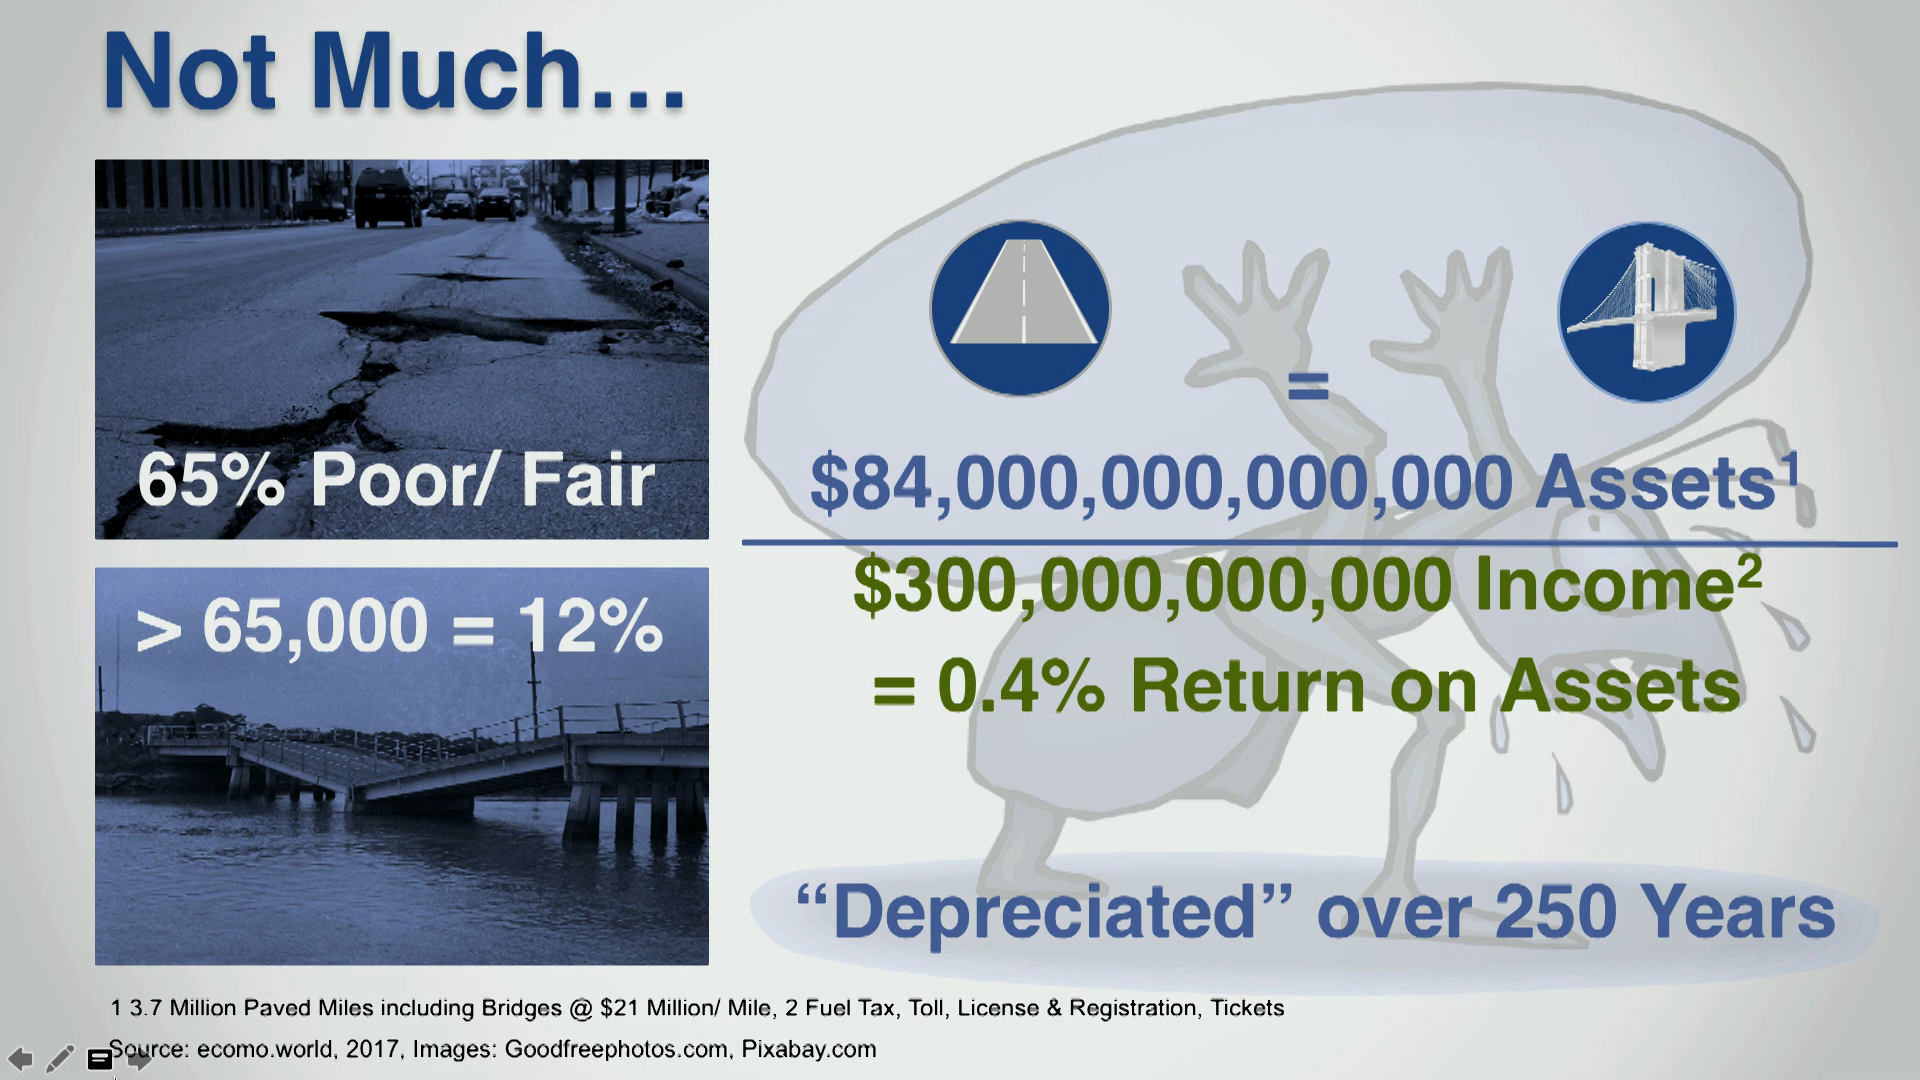 Not Much...
65% Poor/ Fair
> 65,000 = 12%
=
$84,000,000,000,000 Assets¹
$300,000,000,000 Income²
= 0.4% Return on Assets
“Depreciated” over 250 Years
1 3.7 Million Paved Miles including Bridges @ $21 Million/ Mile, 2 Fuel Tax, Toll, License & Registration, Tickets
Source: ecomo.world, 2017, Images: Goodfreephotos.com, Pixabay.com